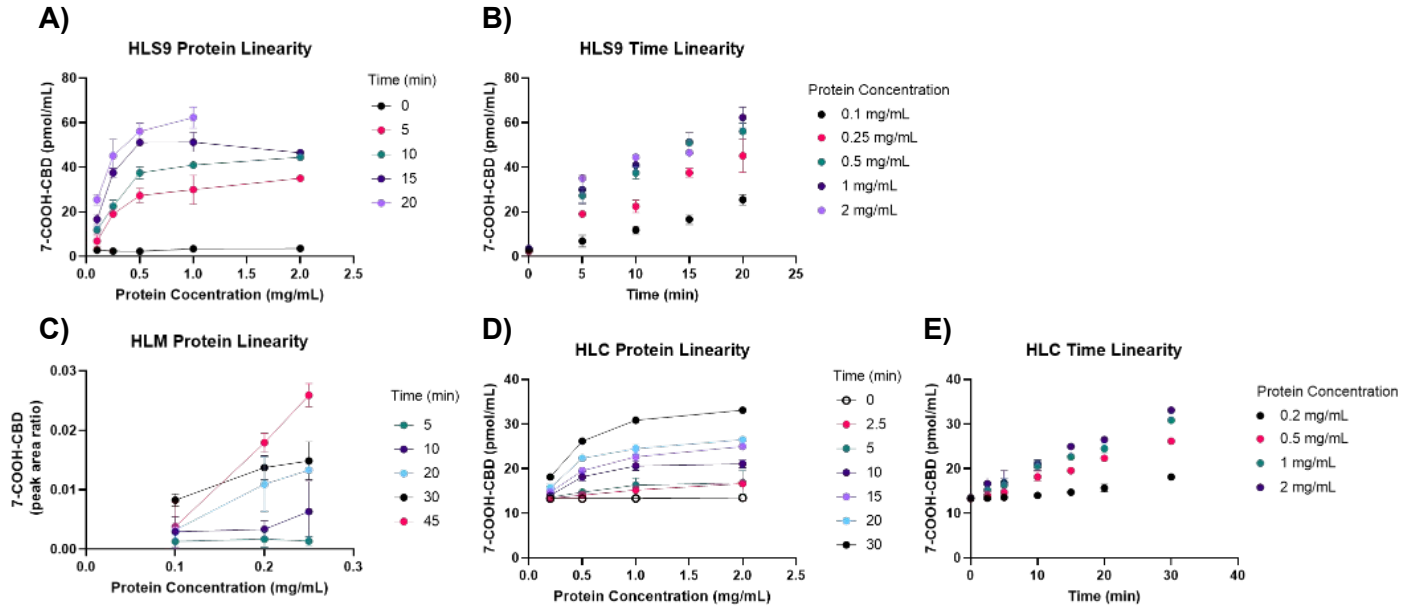 A)
HLS9 Protein Linearity
7-COOH-CBD (pmol/mL)
80
60
40
20
0
0.0 0.5 1.0 1.5 2.0 2.5
Protein Cocentration (mg/mL)
Time (min)
0
5
10
15
20
B)
HLS9 Time Linearity
7-COOH-CBD (pmol/mL)
80
60
40
20
0
0 5 10 15 20 25
Time (min)
Protein Concentration
0.1 mg/mL
0.25 mg/mL
0.5 mg/mL
1 mg/mL
2 mg/mL
C)
HLM Protein Linearity
7-COOH-CBD
(peak area ratio)
0.03
0.02
0.01
0.00
0.1 0.2 0.3
Protein Concentration (mg/mL)
Time (min)
5
10
20
30
45
D)
HLC Protein Linearity
7-COOH-CBD (pmol/mL)
40
30
20
10
0
0.0 0.5 1.0 1.5 2.0 2.5
Protein Concentration (mg/mL)
Time (min)
0
2.5
5
10
15
20
30
E)
HLC Time Linearity
7-COOH-CBD (pmol/mL)
40
30
20
10
0
0 10 20 30 40
Time (min)
Protein Concentration
0.2 mg/mL
0.5 mg/mL
1 mg/mL
2 mg/mL